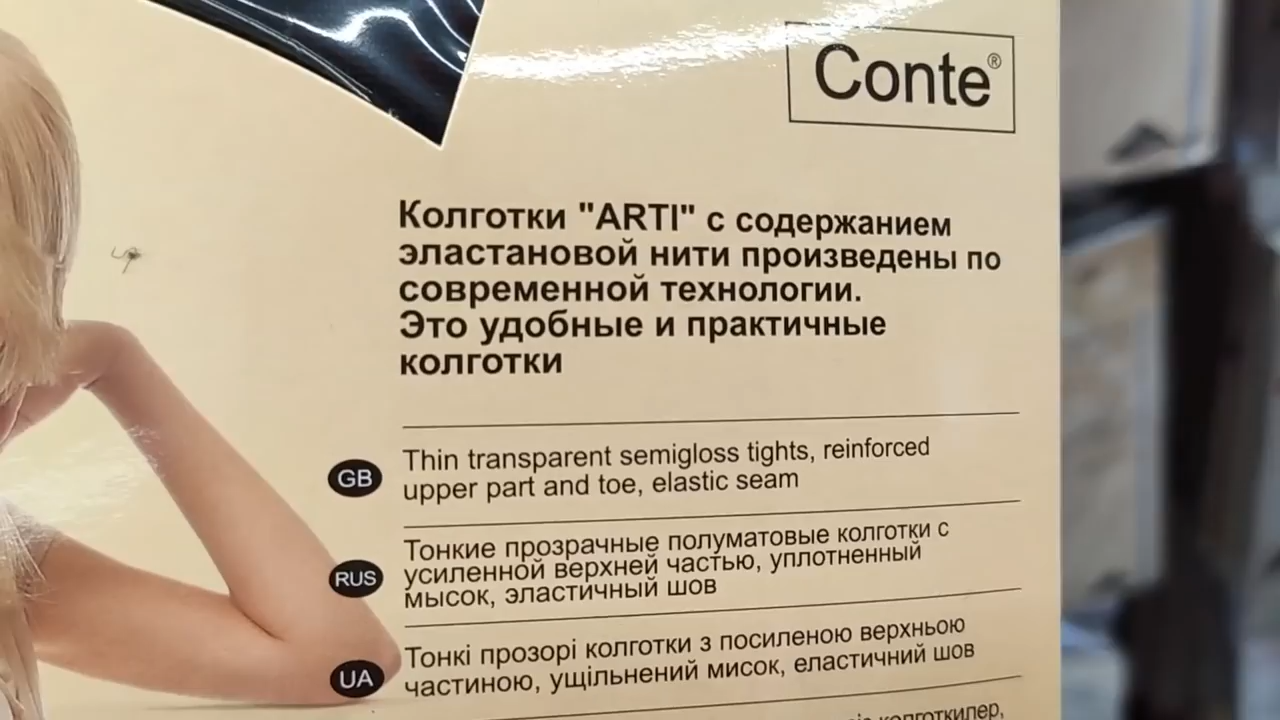 Conte®
Колготки "ARTI" с содержанием
эластановой нити произведены по
современной технологии.
Это удобные и практичные
колготки
GB
Thin transparent semigloss tights, reinforced
upper part and toe, elastic seam
RUS
Тонкие прозрачные полуматовые колготки с
усиленной верхней частью, уплотненный
мысок, эластичный шов
UA
Тонкі прозорі колготки з посиленою верхньою
частиною, ущільнений мисок, еластичний шов
колготкилер,